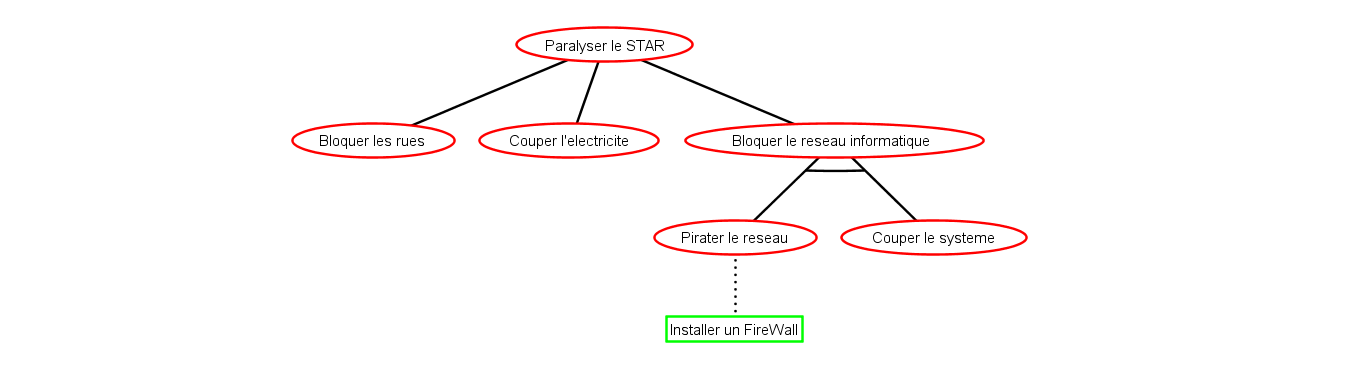 Paralyser le STAR
Bloquer les rues
Couper l'electricite
Bloquer le reseau informatique
Pirater le reseau
Couper le systeme
Installer un FireWall